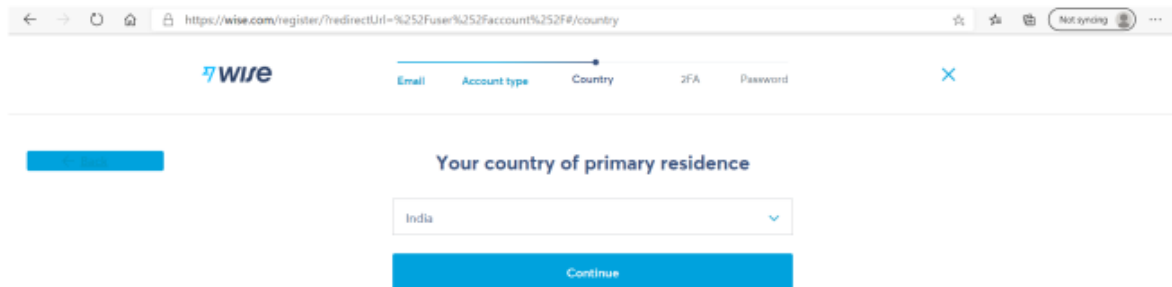 https://wise.com/register/?redirectUrl=%252Fuser%252Faccount%252F#/country
Not syncing
WISE
Email
Account type
Country
2FA
Password
Your country of primary residence
India
Continue